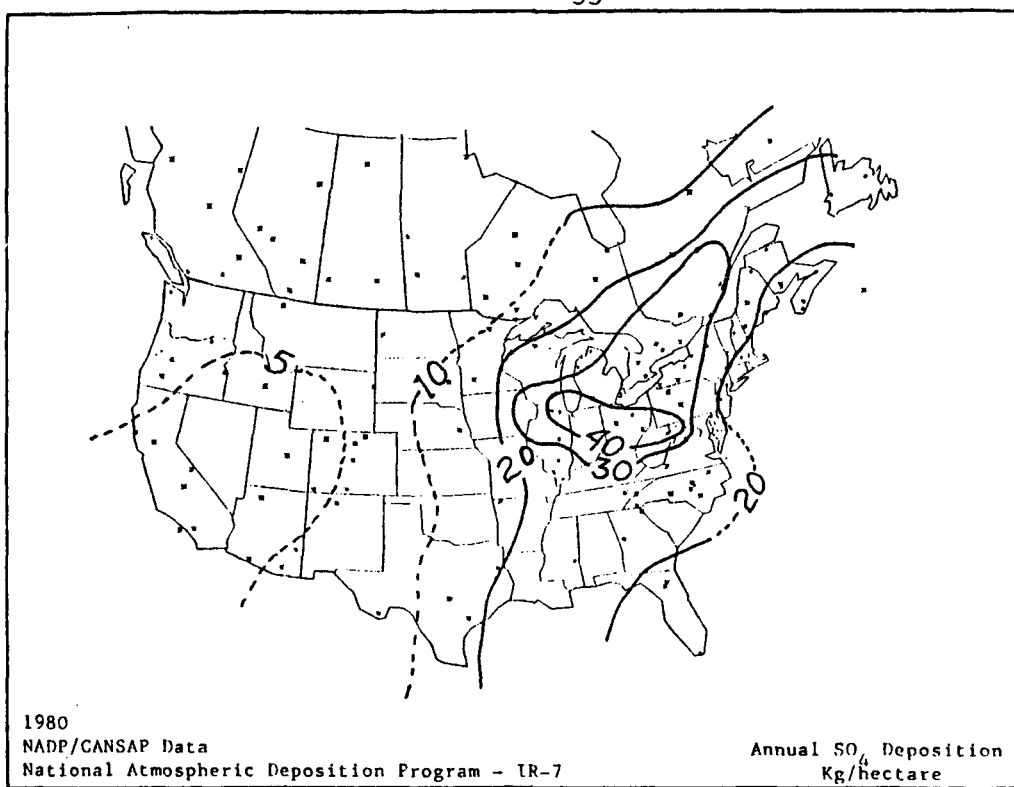 5
10
20
40
30
20
1980
NADP/CANSAP Data
National Atmospheric Deposition Program - IR-7
Annual SO4 Deposition
Kg/hectare